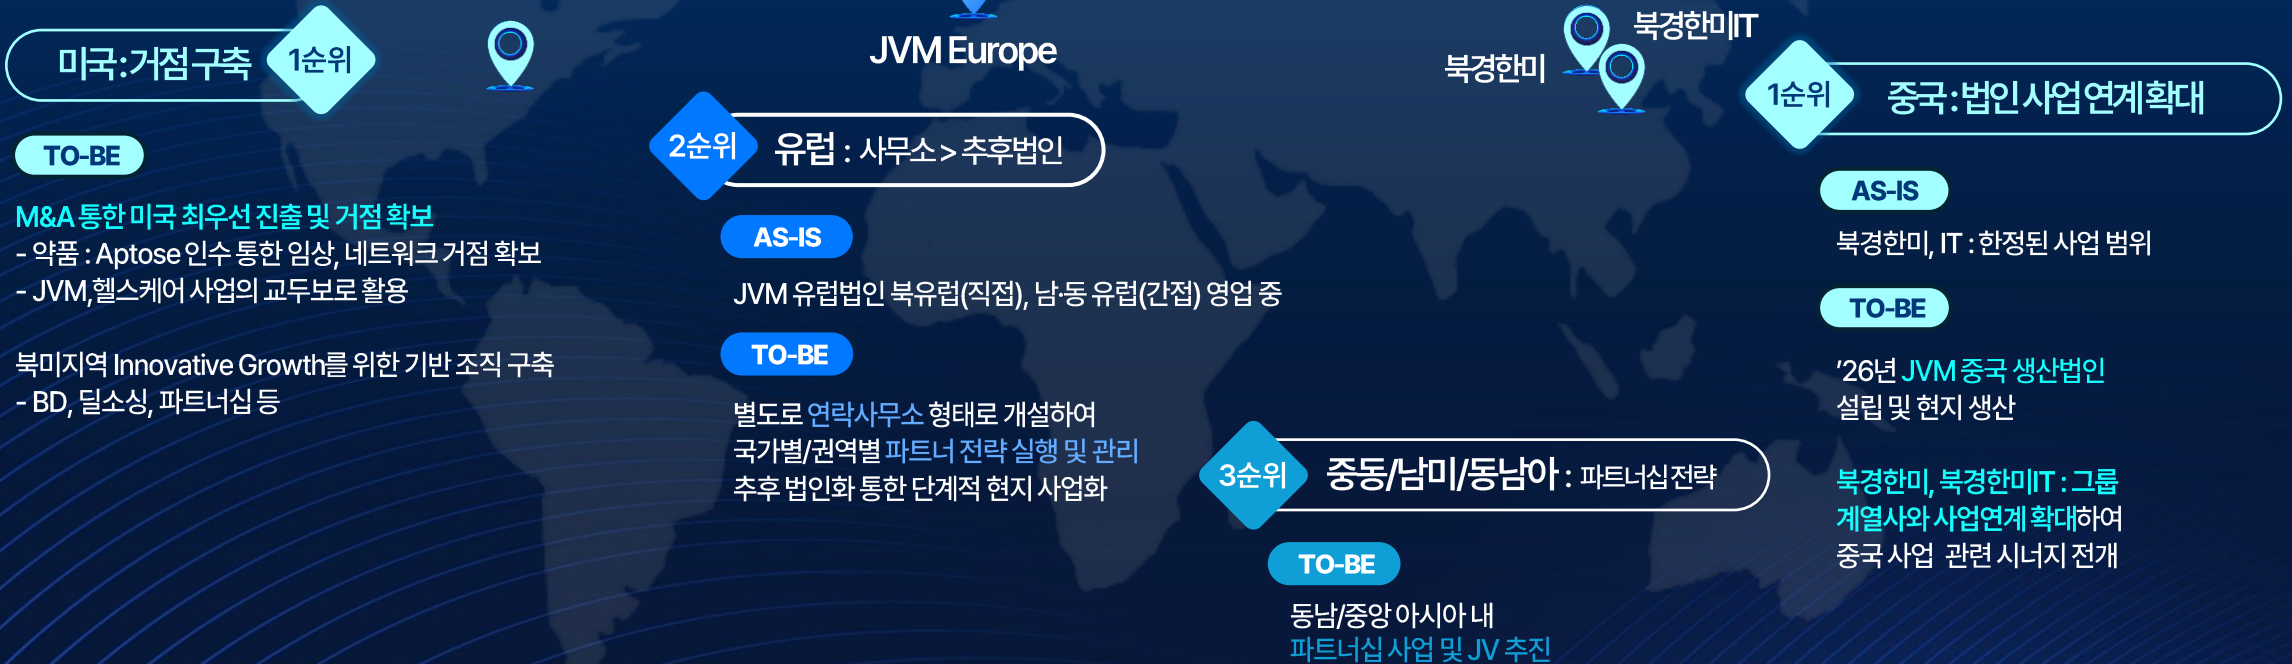 미국 : 거점 구축
1순위
TO-BE
M&A 통한 미국 최우선 진출 및 거점 확보
- 약품 : Aptose 인수 통한 임상, 네트워크 거점 확보
- JVM,헬스케어 사업의 교두보로 활용
북미지역 Innovative Growth를 위한 기반 조직 구축
- BD, 딜소싱, 파트너십 등
JVM Europe
2순위
유럽 : 사무소 > 추후법인
AS-IS
JVM 유럽법인 북유럽(직접), 남·동 유럽(간접) 영업 중
TO-BE
별도로 연락사무소 형태로 개설하여
국가별/권역별 파트너 전략 실행 및 관리
추후 법인화 통한 단계적 현지 사업화
북경한미IT
북경한미
1순위
중국 : 법인 사업 연계 확대
AS-IS
북경한미, IT : 한정된 사업 범위
TO-BE
'26년 JVM 중국 생산법인
설립 및 현지 생산
북경한미, 북경한미IT : 그룹
계열사와 사업연계 확대하여
중국 사업 관련 시너지 전개
3순위
중동/남미/동남아 : 파트너십 전략
TO-BE
동남/중앙 아시아 내
파트너십 사업 및 JV 추진